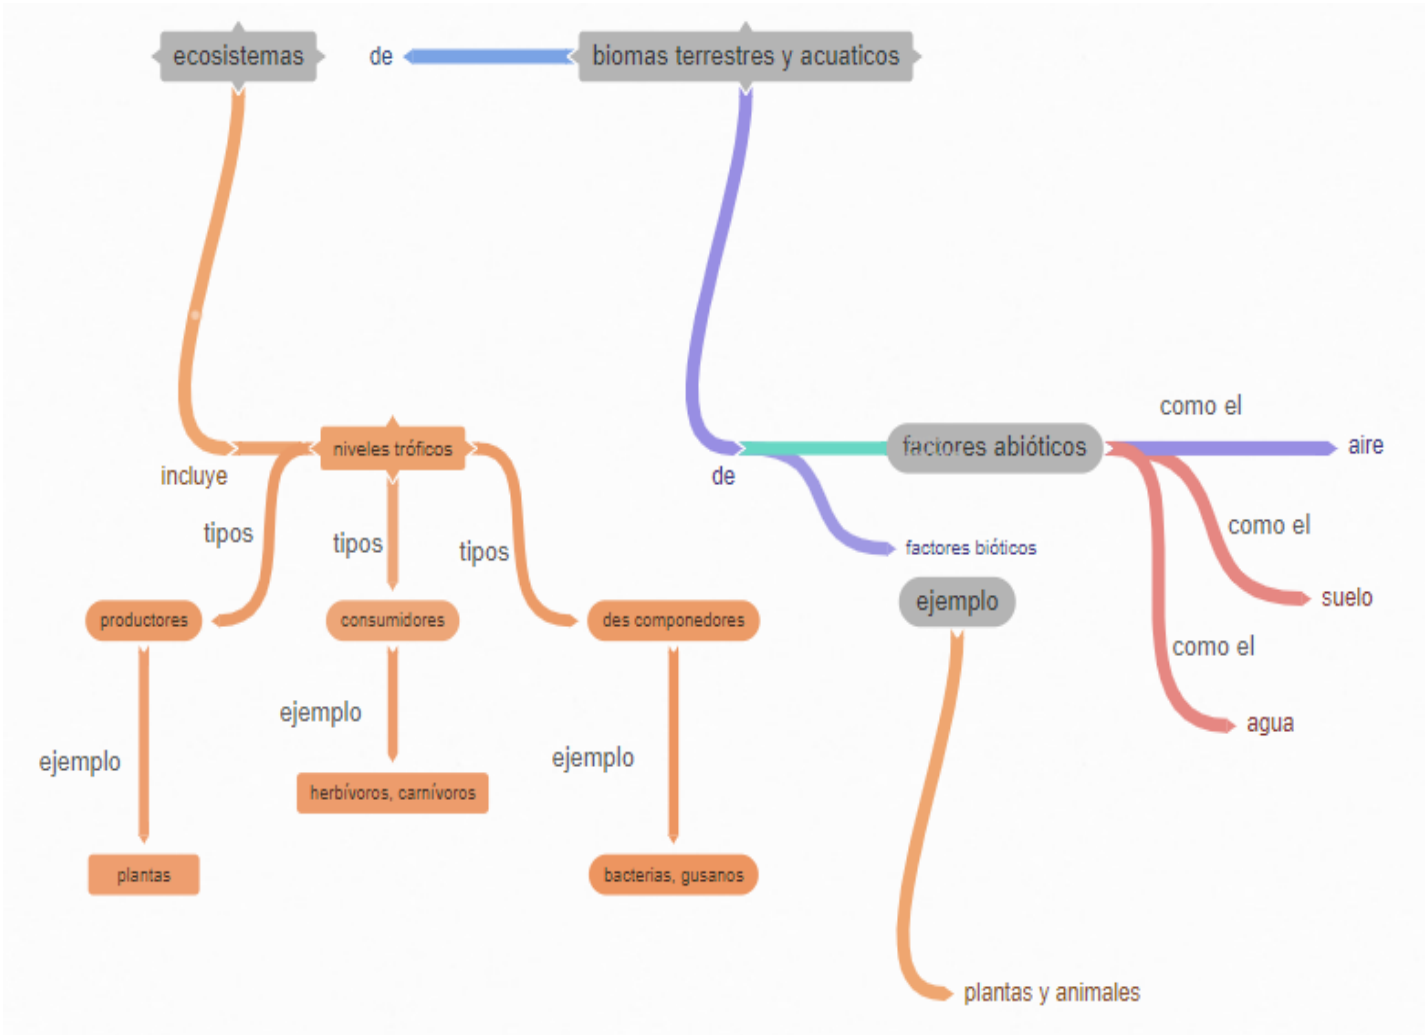 ecosistemas
de
biomas terrestres y acuaticos
como el
factores abióticos
aire
niveles tróficos
incluye
de
tipos
tipos
tipos
como el
factores bióticos
ejemplo
suelo
productores
consumidores
des componedores
como el
ejemplo
agua
ejemplo
ejemplo
herbívoros, carnívoros
plantas
bacterias, gusanos
plantas y animales